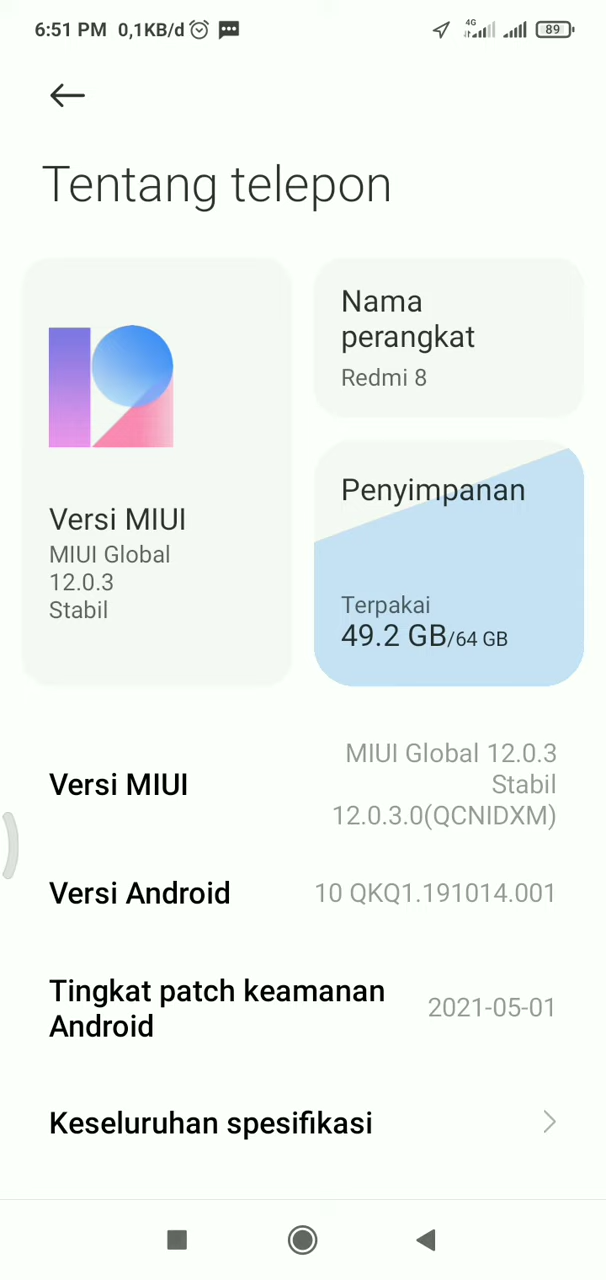 6:51 PM 0,1KB/d 4G 89
Tentang telepon
Versi MIUI
MIUI Global
12.0.3
Stabil
Nama
perangkat
Redmi 8
Penyimpanan
Terpakai
49.2 GB/64 GB
Versi MIUI
MIUI Global 12.0.3
Stabil
12.0.3.0(QCNIDXM)
Versi Android
10 QKQ1.191014.001
Tingkat patch keamanan
Android
2021-05-01
Keseluruhan spesifikasi